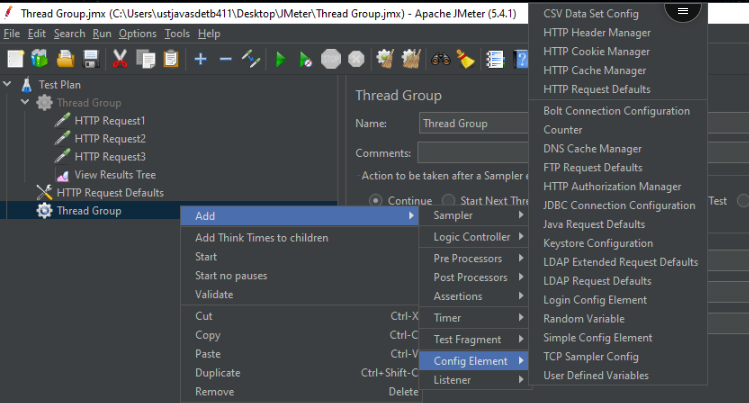 Thread Group.jmx (C:\Users\ustjavasdetb411\Desktop\JMeter\Thread Group.jmx) - Apache JMeter (5.4.1)
File Edit Search Run Options Tools Help
Test Plan
Thread Group
HTTP Request1
HTTP Request2
HTTP Request3
View Results Tree
HTTP Request Defaults
Thread Group
Thread Group
Name: Thread Group
Comments:
Action to be taken after a Sampler
Continue Start Next Thre
Test
Add
Add Think Times to children
Start
Start no pauses
Validate
Cut Ctrl-X
Copy Ctrl-C
Paste Ctrl-V
Duplicate Ctrl+Shift-C
Remove Delete
Sampler
Logic Controller
Pre Processors
Post Processors
Assertions
Timer
Test Fragment
Config Element
Listener
CSV Data Set Config
HTTP Header Manager
HTTP Cookie Manager
HTTP Cache Manager
HTTP Request Defaults
Bolt Connection Configuration
Counter
DNS Cache Manager
FTP Request Defaults
HTTP Authorization Manager
JDBC Connection Configuration
Java Request Defaults
Keystore Configuration
LDAP Extended Request Defaults
LDAP Request Defaults
Login Config Element
Random Variable
Simple Config Element
TCP Sampler Config
User Defined Variables